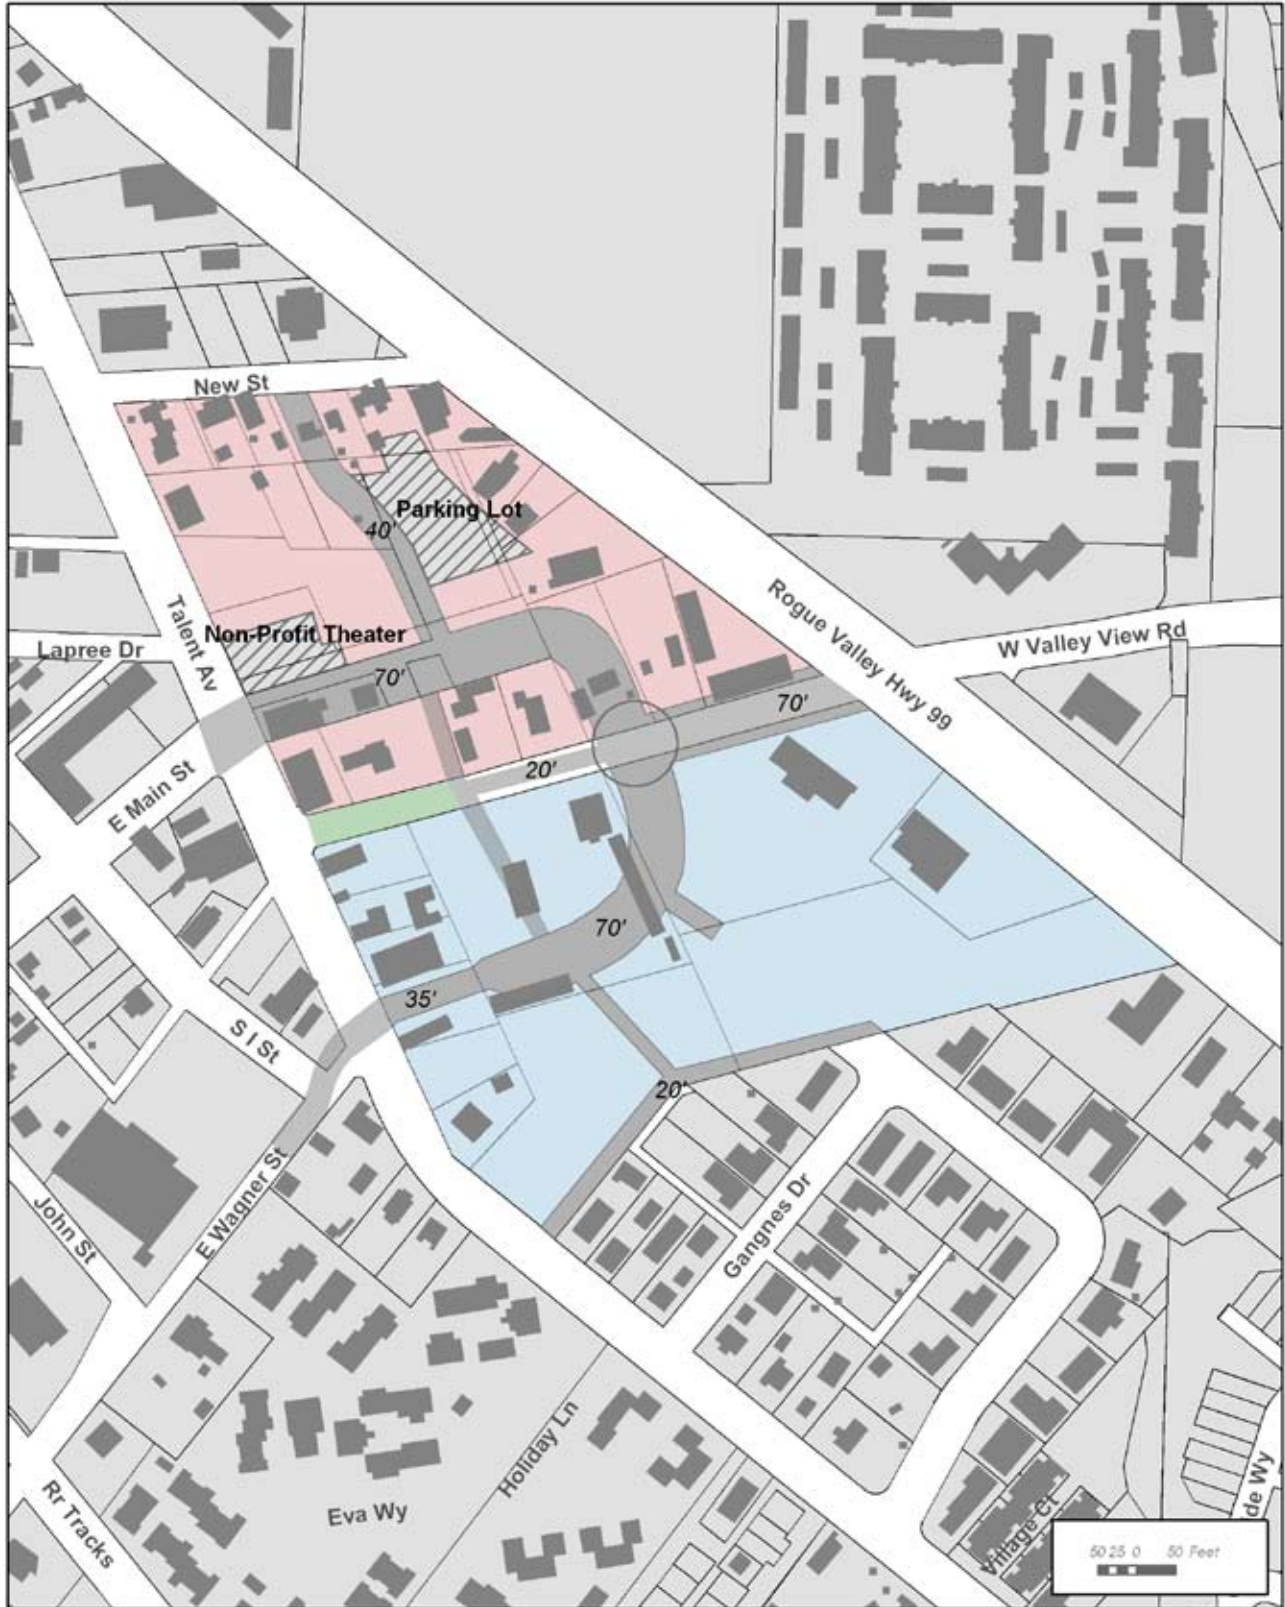 New St
Parking Lot
40'
Rogue Valley Hwy 99
Talent Av
Non-Profit Theater
W Valley View Rd
Lapree Dr
70'
70'
20'
E Main St
70'
35'
S I St
20'
E Wagner St
John St
Gangnes Dr
Holiday Ln
Eva Wy
Rr Tracks
de Wy
Village Ct
50 25 0 50 Feet